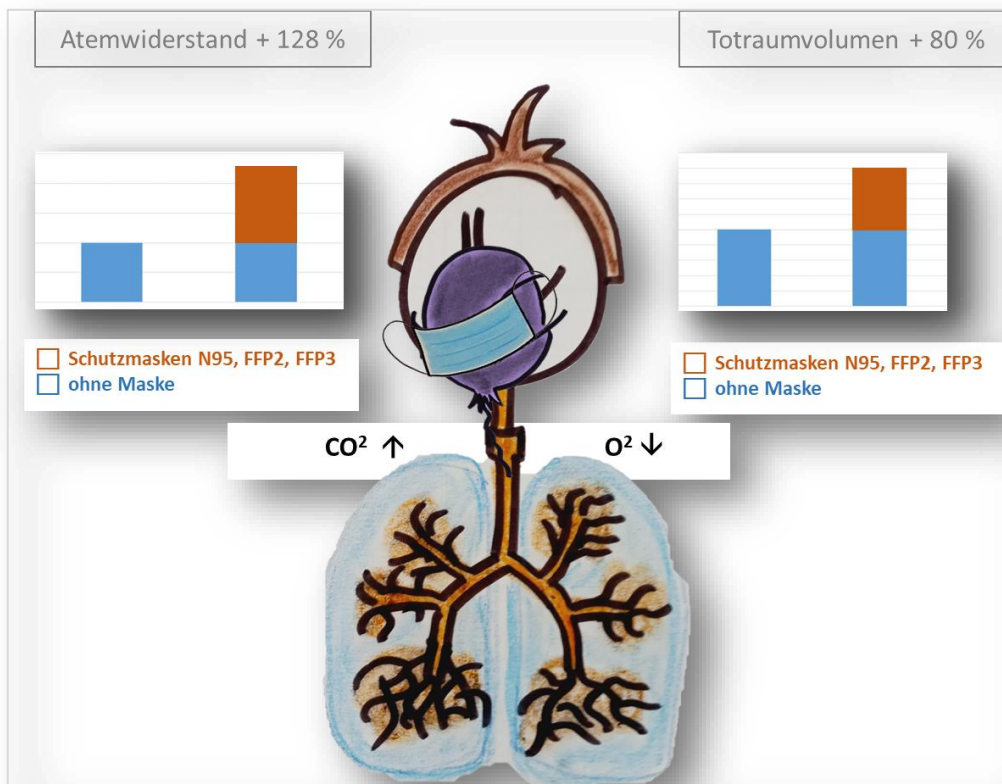 Atemwiderstand + 128 %
Totraumvolumen + 80 %
Schutzmasken N95, FFP2, FFP3
ohne Maske
Schutzmasken N95, FFP2, FFP3
ohne Maske
CO² ↑
O² ↓